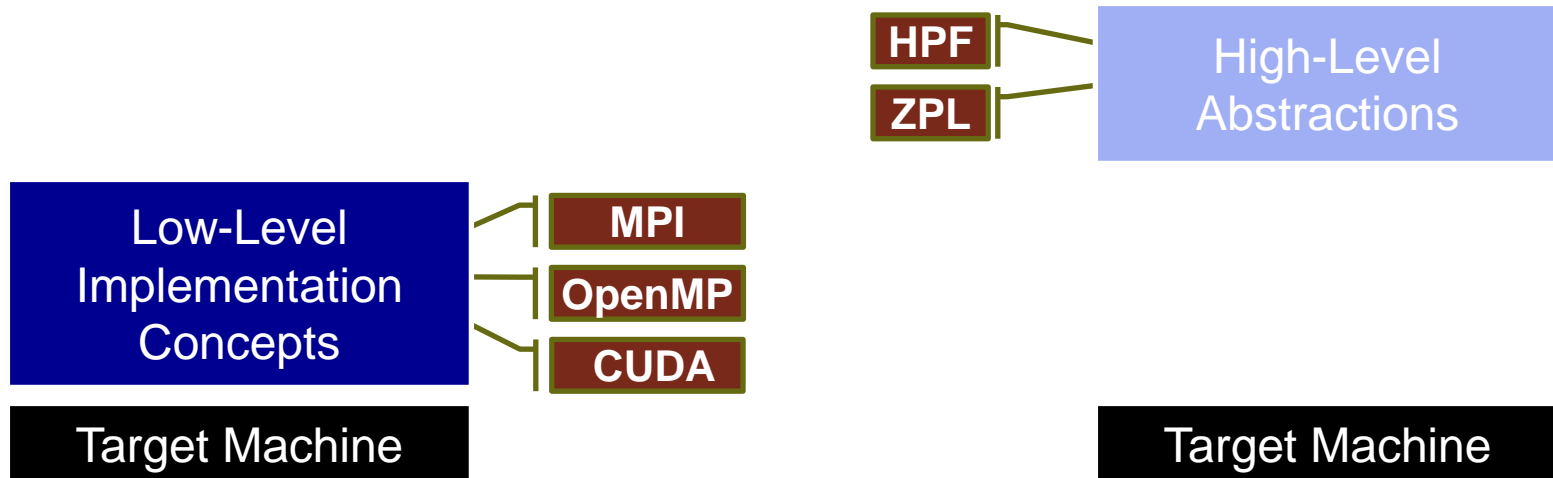 HPF
ZPL
High-Level
Abstractions
Low-Level
Implementation
Concepts
MPI
OpenMP
CUDA
Target Machine
Target Machine